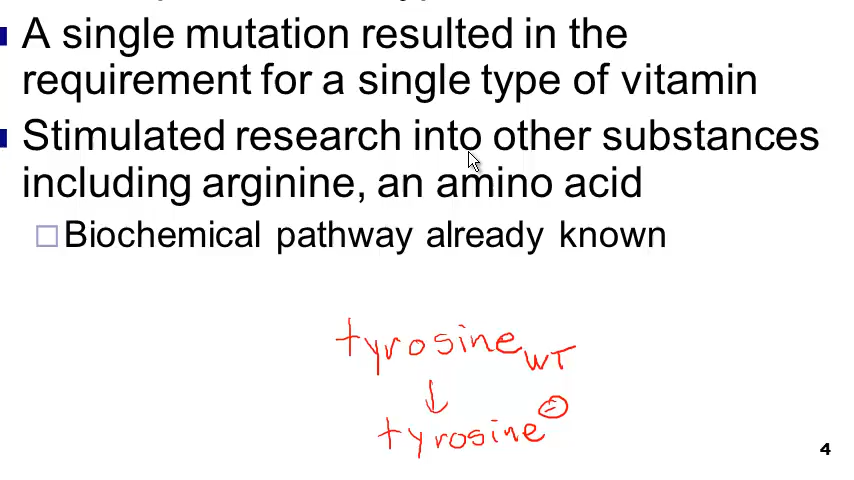 A single mutation resulted in the
requirement for a single type of vitamin
Stimulated research into other substances
including arginine, an amino acid
Biochemical pathway already known
tyrosine WT
↓
tyrosine⊖
4